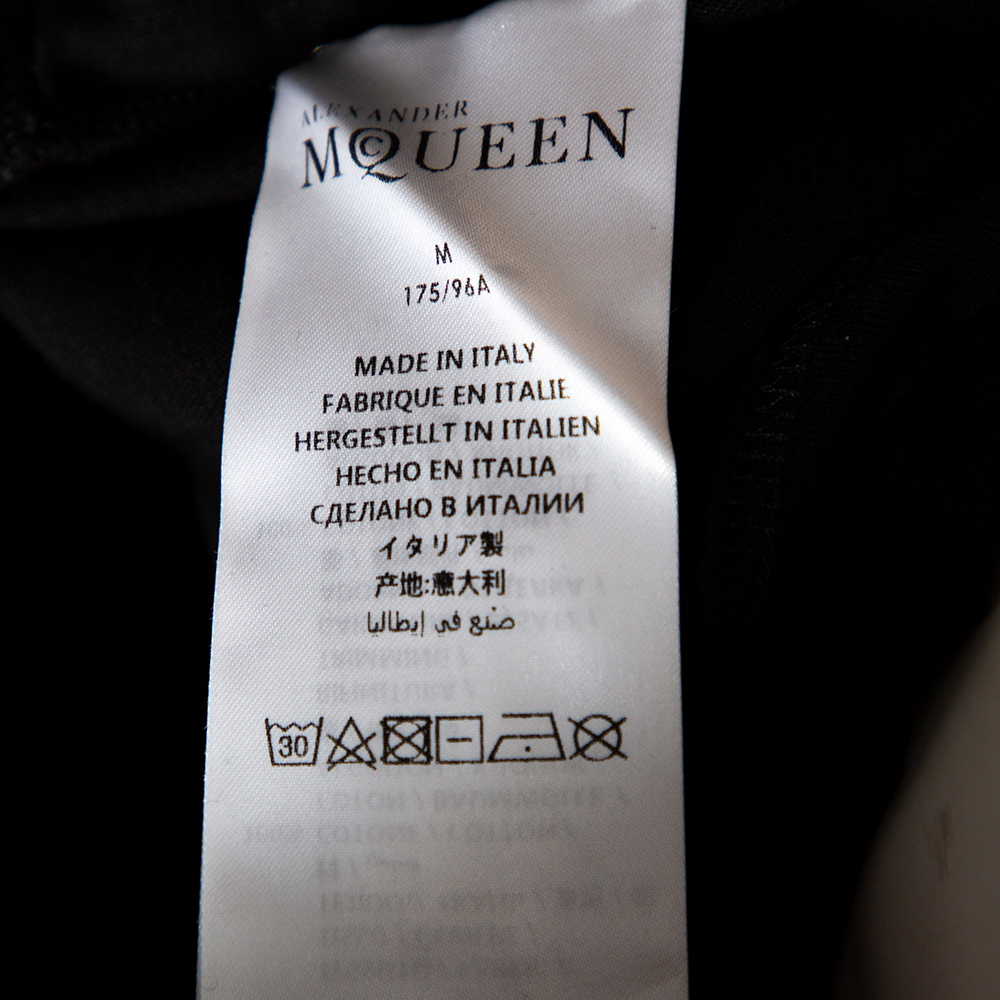 ALEXANDER
MCQUEEN
M
175/96A
MADE IN ITALY
FABRIQUE EN ITALIE
HERGESTELLT IN ITALIEN
HECHO EN ITALIA
СДЕЛАНО В ИТАЛИИ
イタリア製
产地:意大利
صنع في إيطاليا
30